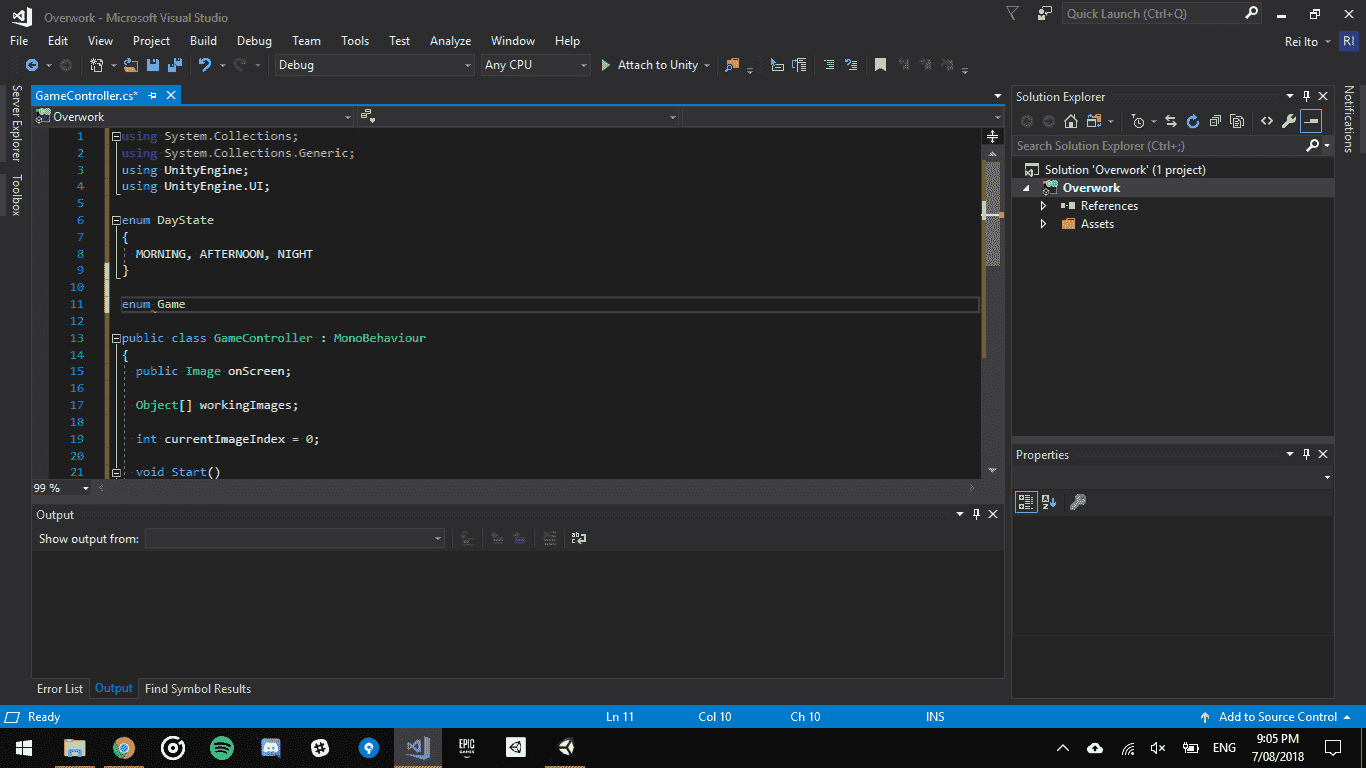 Overwork - Microsoft Visual Studio
Quick Launch (Ctrl+Q)
File Edit View Project Build Debug Team Tools Test Analyze Window Help
Rei Ito RI
Debug Any CPU Attach to Unity
Server Explorer
Toolbox
GameController.cs*
Overwork
1 using System.Collections;
2 using System.Collections.Generic;
3 using UnityEngine;
4 using UnityEngine.UI;
5
6 enum DayState
7 {
8 MORNING, AFTERNOON, NIGHT
9 }
10
11 enum Game
12
13 public class GameController : MonoBehaviour
14 {
15 public Image onScreen;
16
17 Object[] workingImages;
18
19 int currentImageIndex = 0;
20
21 void Start()
99 %
Output
Show output from:
Error List Output Find Symbol Results
Solution Explorer
Search Solution Explorer (Ctrl+;)
Solution 'Overwork' (1 project)
Overwork
References
Assets
Properties
Notifications
Ready Ln 11 Col 10 Ch 10 INS Add to Source Control
EPIC GAMES
ENG
9:05 PM
7/08/2018